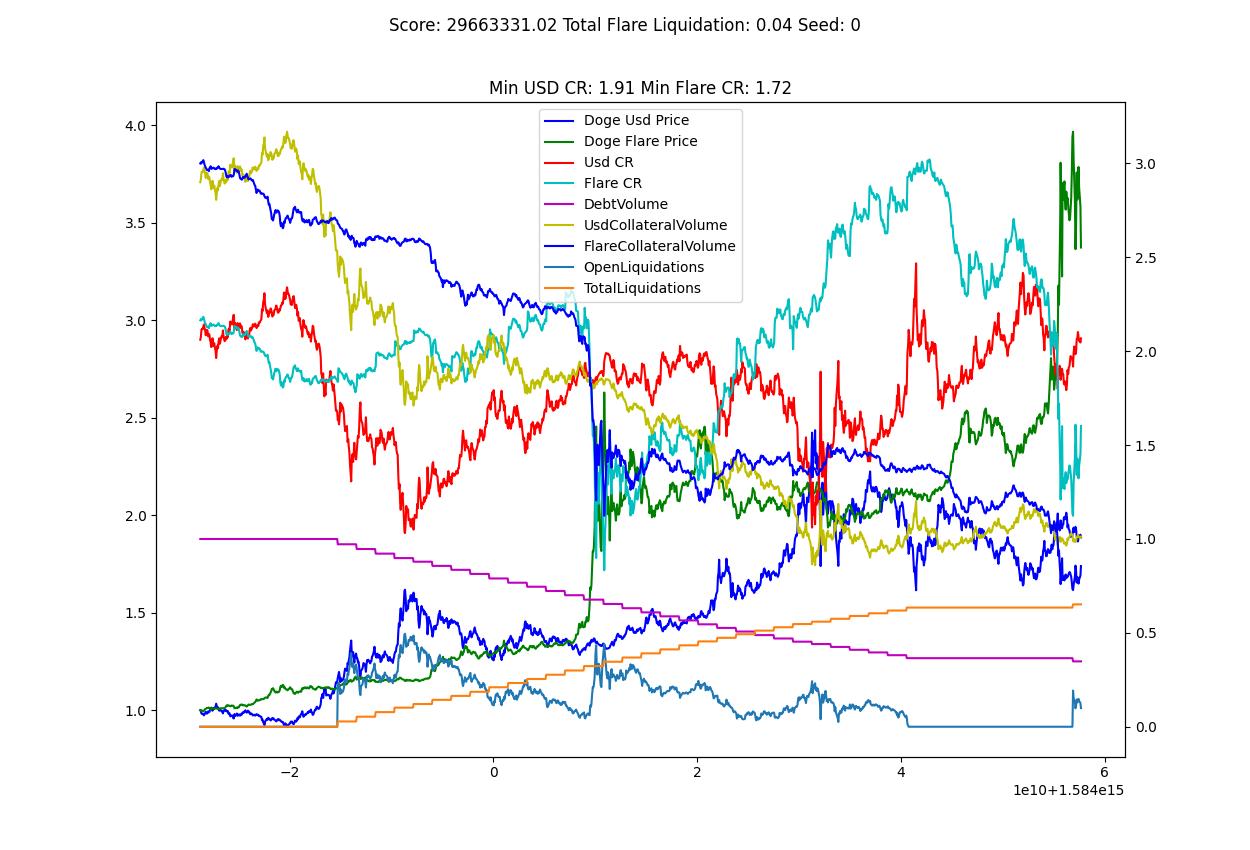 Score: 29663331.02 Total Flare Liquidation: 0.04 Seed: 0
Min USD CR: 1.91 Min Flare CR: 1.72
Doge Usd Price
Doge Flare Price
Usd CR
Flare CR
DebtVolume
UsdCollateralVolume
FlareCollateralVolume
OpenLiquidations
TotalLiquidations
4.0
3.5
3.0
2.5
2.0
1.5
1.0
3.0
2.5
2.0
1.5
1.0
0.5
0.0
−2 0 2 4 6
1e10+1.584e15